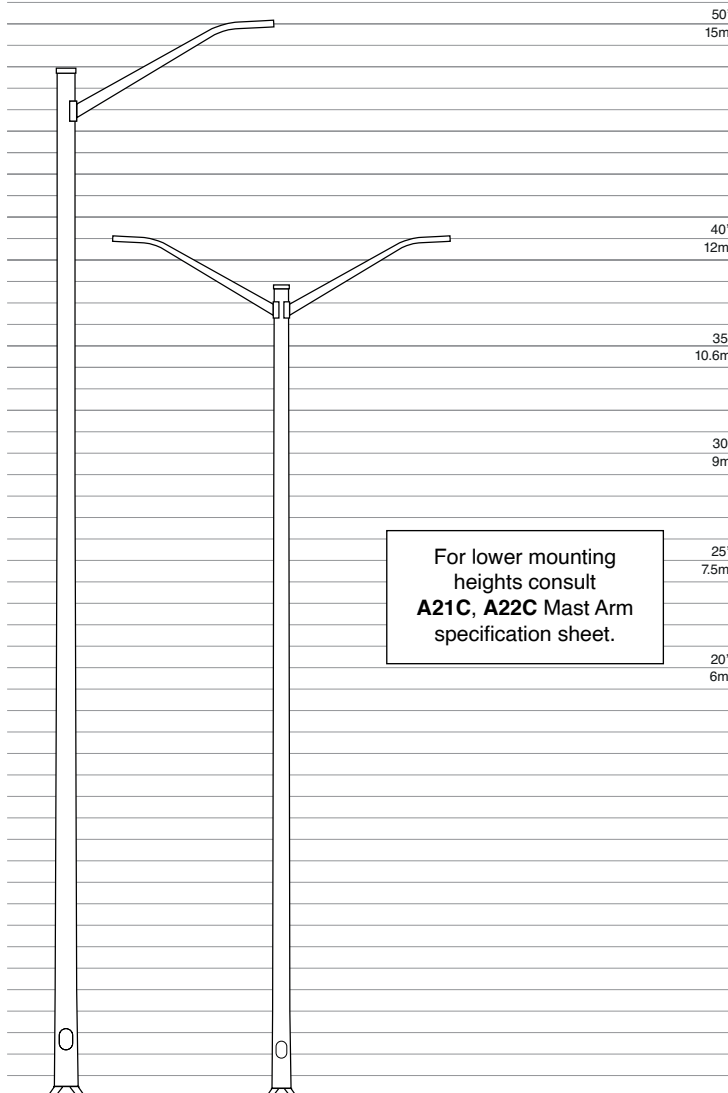 50'
15m
40'
12m
35
10.6m
30
9m
25'
7.5m
20'
6m
For lower mounting
heights consult
A21C, A22C Mast Arm
specification sheet.